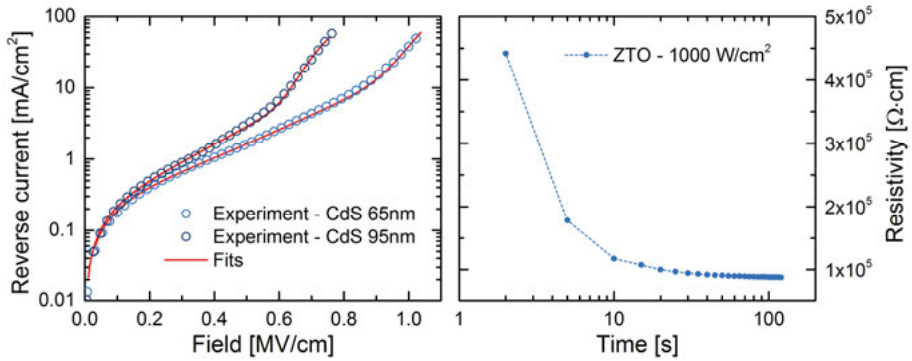 Reverse current [mA/cm²]
100
10
1
0.1
0.01
Experiment - CdS 65nm
Experiment - CdS 95nm
Fits
0.0 0.2 0.4 0.6 0.8 1.0
Field [MV/cm]
ZTO - 1000 W/cm²
5x10⁵
4x10⁵
3x10⁵
2x10⁵
1x10⁵
Resistivity [Ω·cm]
1 10 100
Time [s]